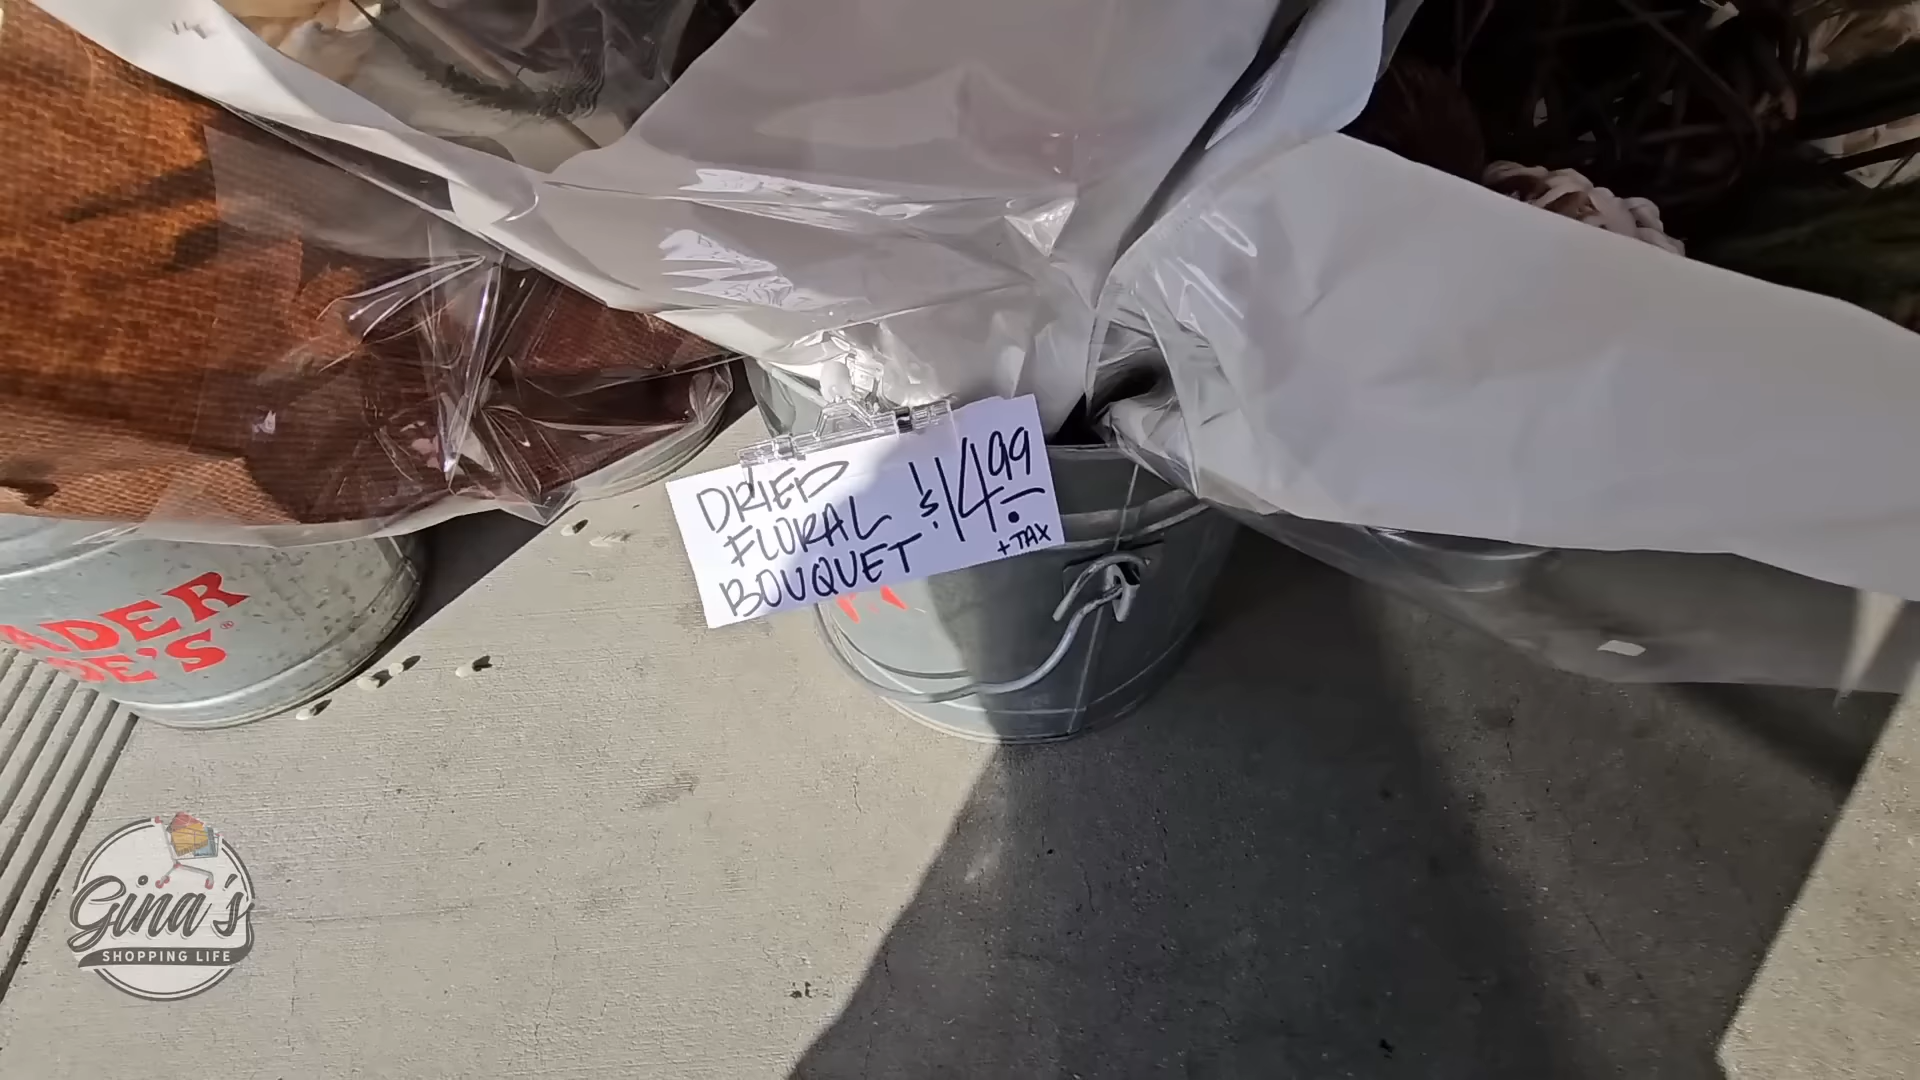 DRIED
FLORAL
BOUQUET
$14.99
+TAX
ADER
OE'S®
Gina's
SHOPPING LIFE